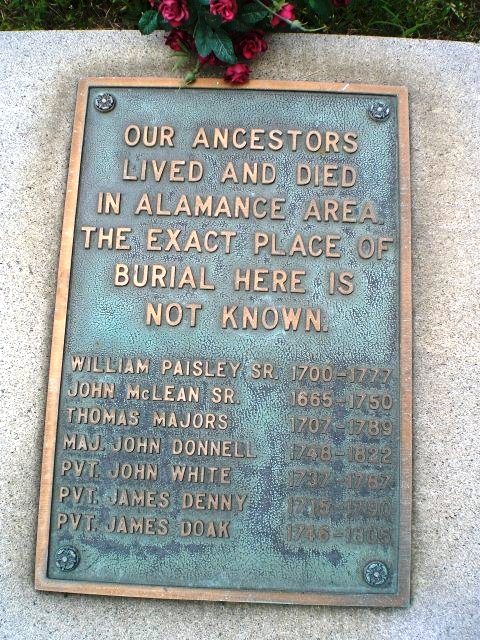 OUR ANCESTORS
LIVED AND DIED
IN ALAMANCE AREA.
THE EXACT PLACE OF
BURIAL HERE IS
NOT KNOWN.
WILLIAM PAISLEY SR. 1700-1777
JOHN McLEAN SR. 1665-1750
THOMAS MAJORS 1707-1789
MAJ. JOHN DONNELL 1748-1822
PVT. JOHN WHITE 1737-1787
PVT. JAMES DENNY
PVT. JAMES DOAK 1746-1805